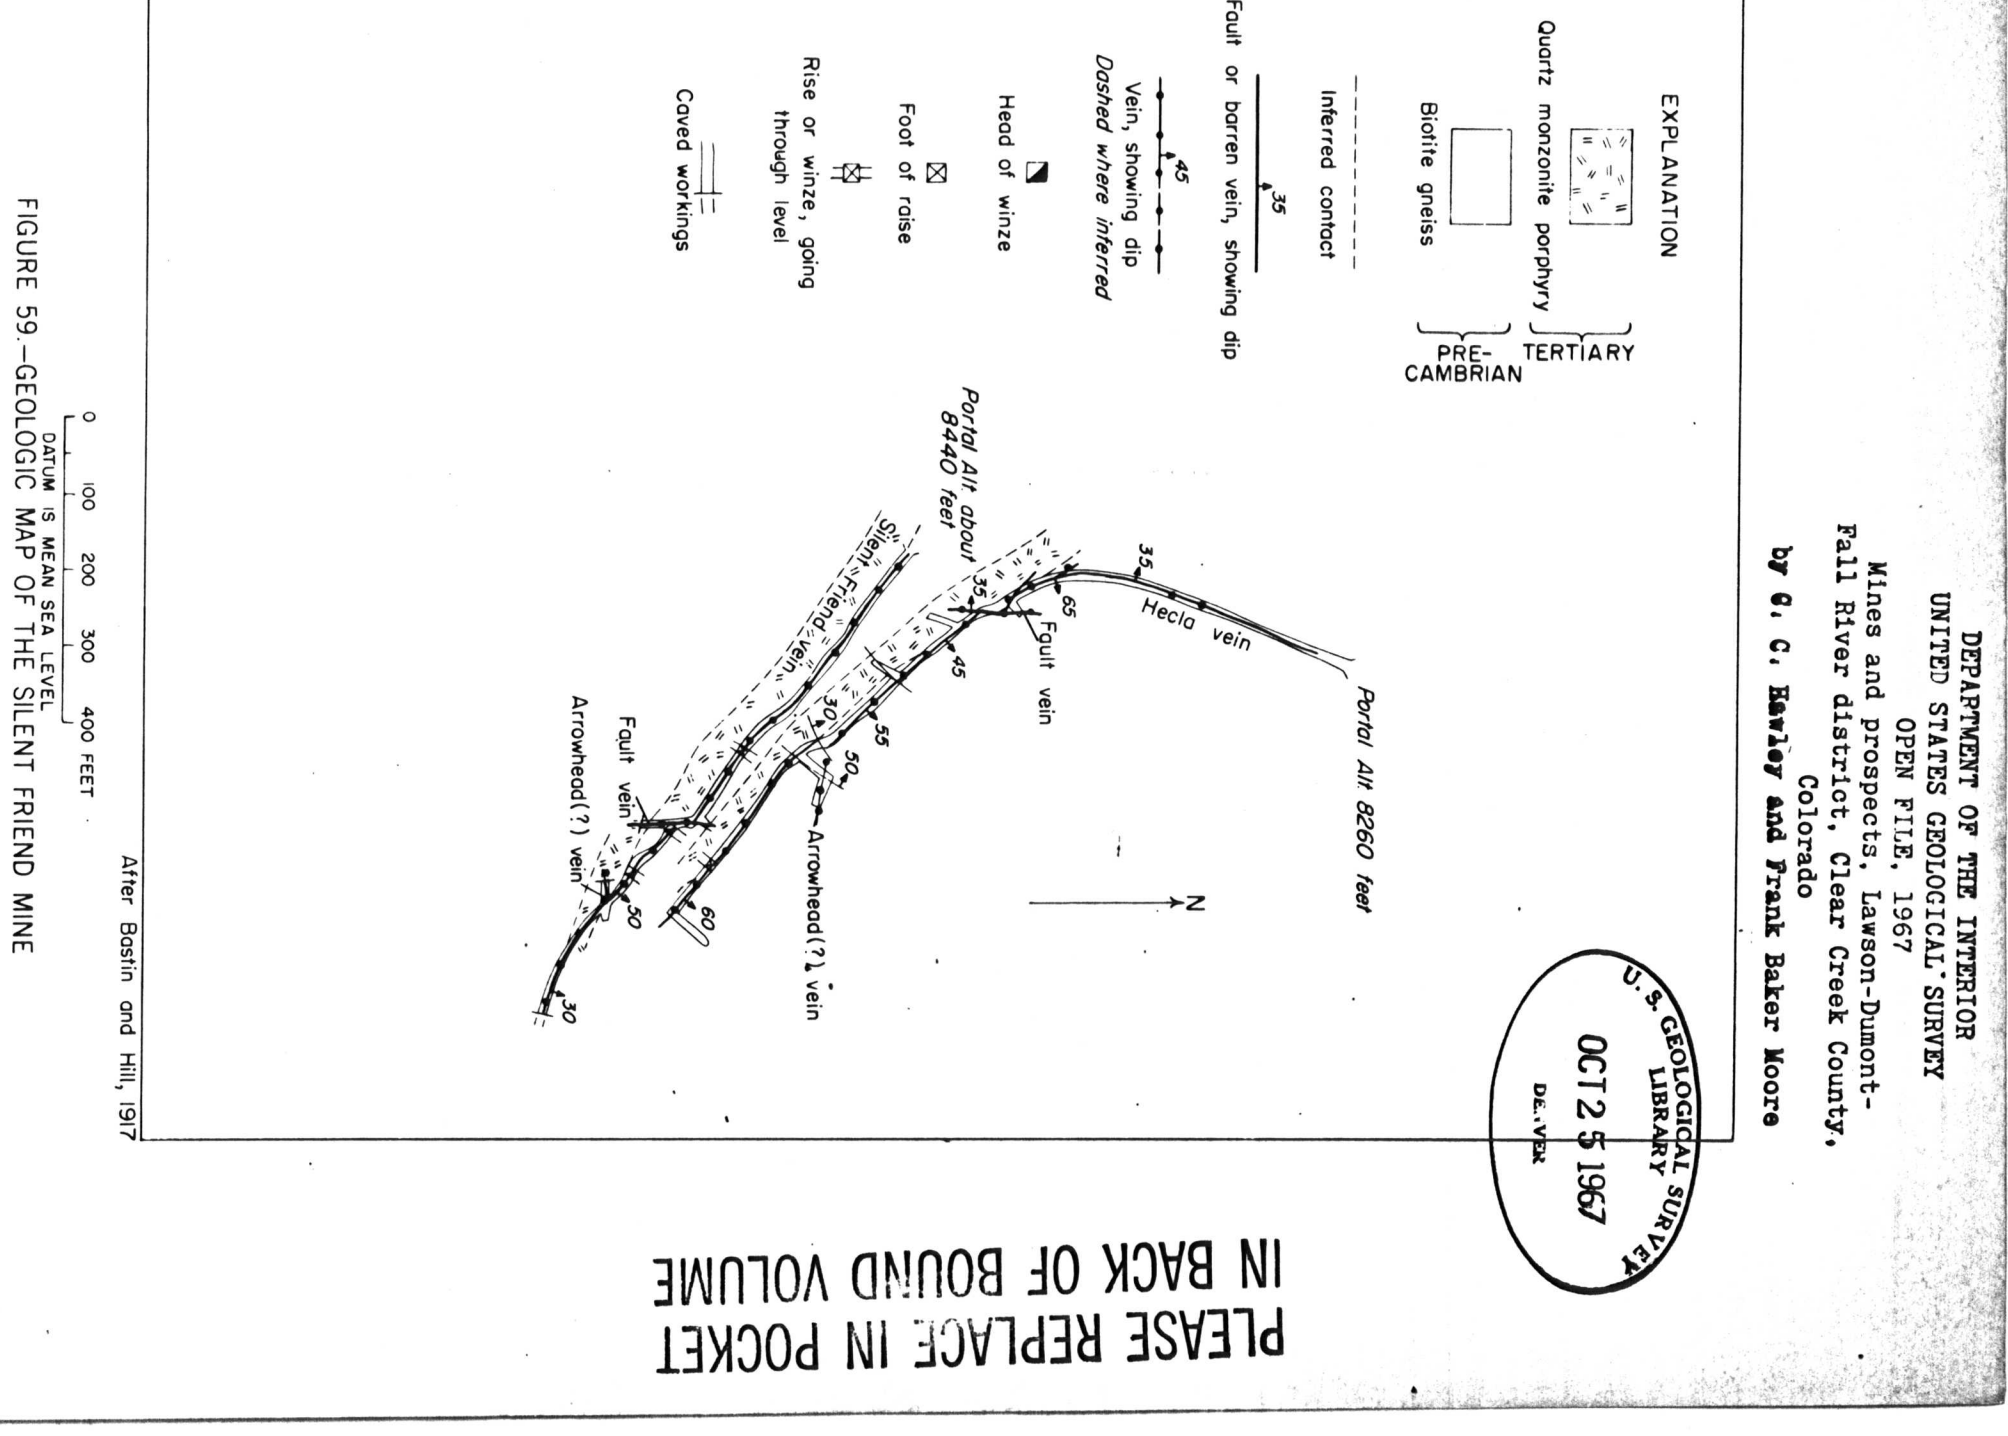 DEPARTMENT OF THE INTERIOR
UNITED STATES GEOLOGICAL SURVEY
OPEN FILE, 1967
Mines and prospects, Lawson-Dumont-
Fall River district, Clear Creek County,
Colorado
by C. C. Hawley and Frank Baker Moore
U. S. GEOLOGICAL SURVEY
LIBRARY
OCT 25 1967
DENVER
EXPLANATION
Quartz monzonite porphyry
TERTIARY
Biotite gneiss
PRE-
CAMBRIAN
Inferred contact
35
Fault or barren vein, showing dip
45
Vein, showing dip
Dashed where inferred
Head of winze
Foot of raise
Rise or winze, going
through level
Caved workings
Portal Alt. 8260 feet
N
35
Hecla vein
65
Fault vein
35
Portal Alt. about
8440 feet
45
55
50
30
Arrowhead(?) vein
Silent Friend vein
60
Fault vein
50
Arrowhead(?) vein
30
After Bastin and Hill, 1917
0 100 200 300 400 FEET
DATUM IS MEAN SEA LEVEL
FIGURE 59.—GEOLOGIC MAP OF THE SILENT FRIEND MINE
PLEASE REPLACE IN POCKET
IN BACK OF BOUND VOLUME